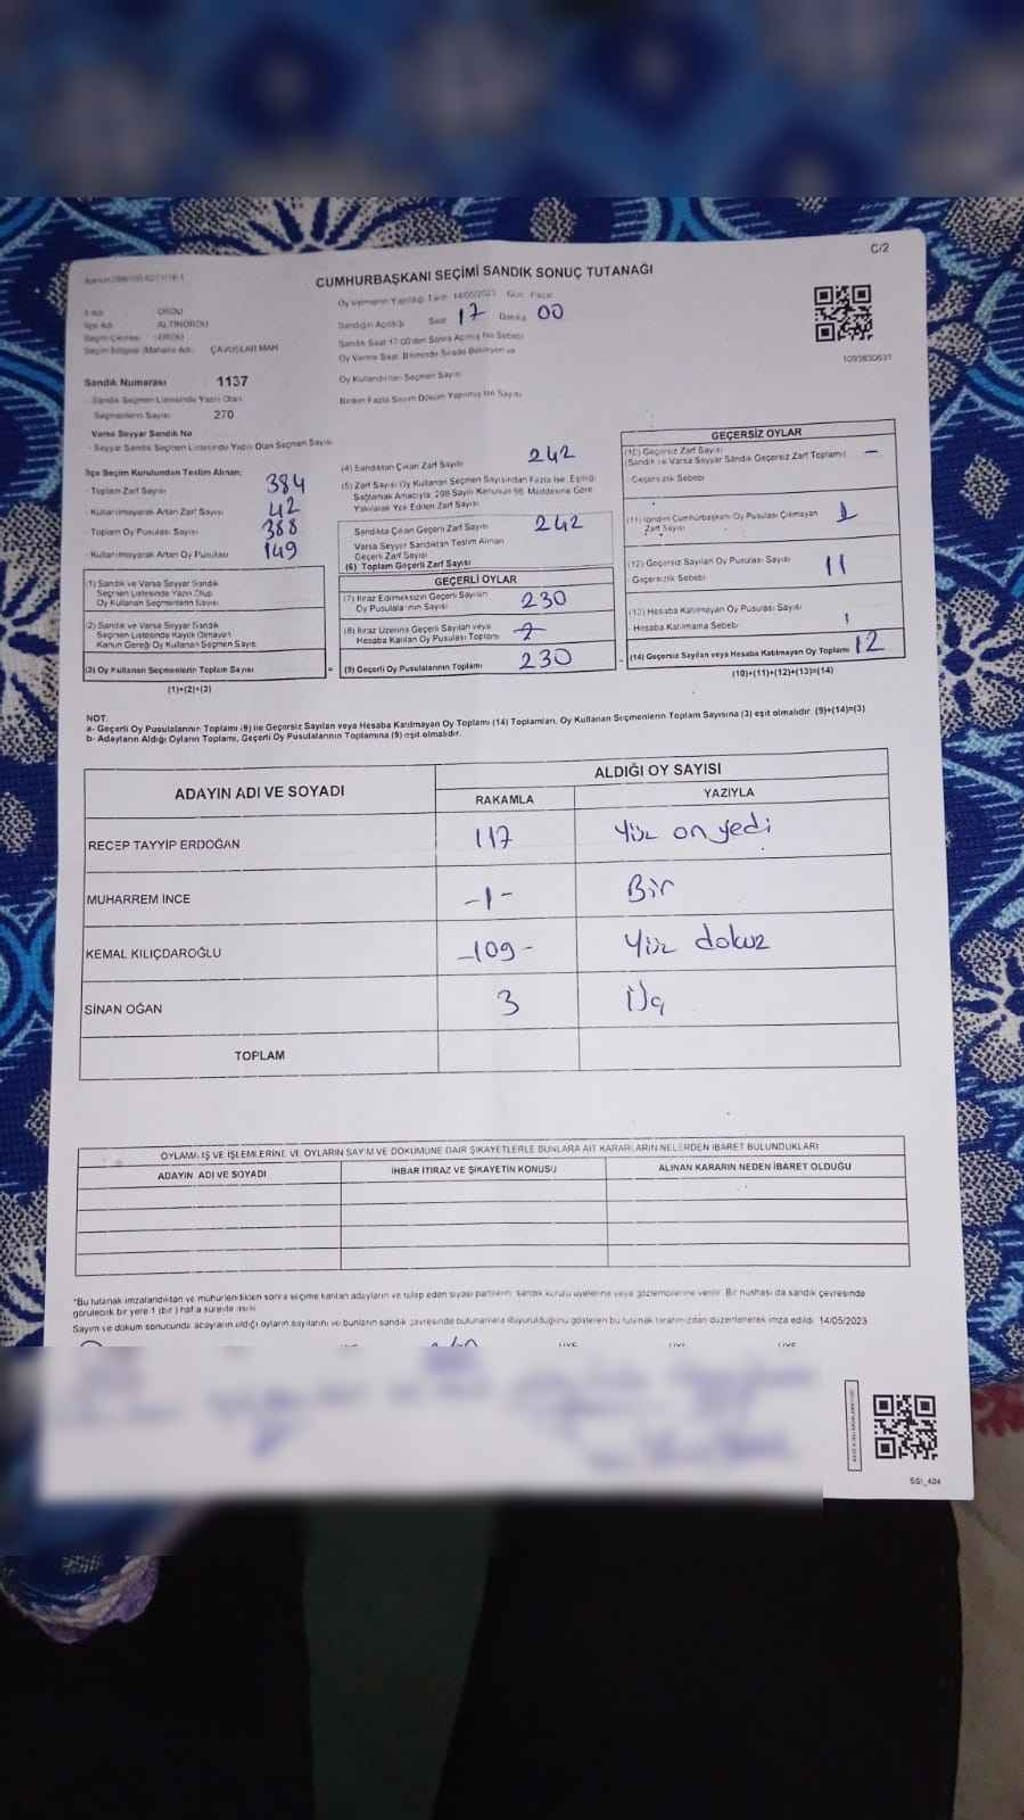 C/2
CUMHURBAŞKANI SEÇİMİ SANDIK SONUÇ TUTANAĞI
Oy Vermenin Yapıldığı Tarih 14/05/2023 Gün: Pazar
Sandığın Açıldığı Saat 17 Dakika 00
Sandık Saat 17:00'den Sonra Açılmış İse Sebebi
Oy Verme Saat Bitiminde Sırada Bekleyen
Oy Kullandırılan Seçmen Sayısı
Birden Fazla Sayım Döküm Yapılmış İse Sayısı
İl Adı ORDU
İlçe Adı ALTINORDU
Seçim Çevresi ORDU
ÇAVUŞLAR MAH
Sandık Numarası 1137
Sandık Seçmen Listesinde Yazılı Olan
Seçmenlerin Sayısı 270
Varsa Seyyar Sandık No
Seyyar Sandık Seçmen Listesinde Yazılı Olan Seçmen Sayısı
İlçe Seçim Kurulundan Teslim Alınan;
Toplam Zarf Sayısı 384
Kullanılmayarak Artan Zarf Sayısı 42
Toplam Oy Pusulası Sayısı 388
Kullanılmayarak Artan Oy Pusulası 149
(1) Sandık ve Varsa Seyyar Sandık
Seçmen Listesinde Yazılı Olup
Oy Kullanan Seçmenlerin Sayısı
(2) Sandık ve Varsa Seyyar Sandık
Seçmen Listesinde Kayıtlı Olmayan
Kanun Gereği Oy Kullanan Seçmen Sayısı
(3) Oy Kullanan Seçmenlerin Toplam Sayısı
(1)+(2)=(3)
(4) Sandıktan Çıkan Zarf Sayısı 242
(5) Zarf Sayısı Oy Kullanan Seçmen Sayısından Fazla İse, Eşitliği
Sağlamak Amacıyla, 298 Sayılı Kanunun 98. Maddesine Göre
Yakılarak Yok Edilen Zarf Sayısı
Sandıkta Çıkan Geçerli Zarf Sayısı 242
Varsa Seyyar Sandıktan Teslim Alınan
Geçerli Zarf Sayısı
(6) Toplam Geçerli Zarf Sayısı
GEÇERLİ OYLAR
(7) İtiraz Edilmeksizin Geçerli Sayılan
Oy Pusulalarının Sayısı 230
(8) İtiraz Üzerine Geçerli Sayılan veya
Hesaba Katılan Oy Pusulası Toplamı
(9) Geçerli Oy Pusulalarının Toplamı 230
GEÇERSİZ OYLAR
(10) Geçersiz Zarf Sayısı
(Sandık ve Varsa Seyyar Sandık Geçersiz Zarf Toplamı) -
Geçersizlik Sebebi
(11) İçinden Cumhurbaşkanı Oy Pusulası Çıkmayan 1
Zarf Sayısı
(12) Geçersiz Sayılan Oy Pusulası Sayısı 11
Geçersizlik Sebebi
(13) Hesaba Katılmayan Oy Pusulası Sayısı
Hesaba Katılmama Sebebi
(14) Geçersiz Sayılan veya Hesaba Katılmayan Oy Toplamı 12
(10)+(11)+(12)+(13)=(14)
NOT:
a- Geçerli Oy Pusulalarının Toplamı (9) ile Geçersiz Sayılan veya Hesaba Katılmayan Oy Toplamı (14) Toplamları, Oy Kullanan Seçmenlerin Toplam Sayısına (3) eşit olmalıdır. (9)+(14)=(3)
b- Adayların Aldığı Oyların Toplamı, Geçerli Oy Pusulalarının Toplamına (9) eşit olmalıdır.
ADAYIN ADI VE SOYADI ALDIĞI OY SAYISI
RAKAMLA YAZIYLA
RECEP TAYYİP ERDOĞAN 117 Yüz on yedi
MUHARREM İNCE -1- Bir
KEMAL KILIÇDAROĞLU -109- Yüz dokuz
SİNAN OĞAN 3 Üç
TOPLAM
OYLAMA İŞ VE İŞLEMLERİNE VE OYLARIN SAYIM VE DÖKÜMÜNE DAİR ŞİKAYETLERLE BUNLARA AİT KARARLARIN NELERDEN İBARET BULUNDUKLARI
ADAYIN ADI VE SOYADI İHBAR İTİRAZ VE ŞİKAYETİN KONUSU ALINAN KARARIN NEDEN İBARET OLDUĞU
*Bu tutanak imzalandıktan ve mühürlendikten sonra seçime katılan adayların ve talep eden siyasi partilerin sandık kurulu üyelerine veya gözlemcilerine verilir. Bir nüshası da sandık çevresinde
görülebilir bir yere 1 (bir) hafta süreyle asılır.
Sayım ve döküm sonucunda adayların aldığı oyların sayılarını ve bunların sandık çevresinde bulunanlara duyurulduğunu gösteren bu tutanak tarafımızdan düzenlenerek imza edildi. 14/05/2023